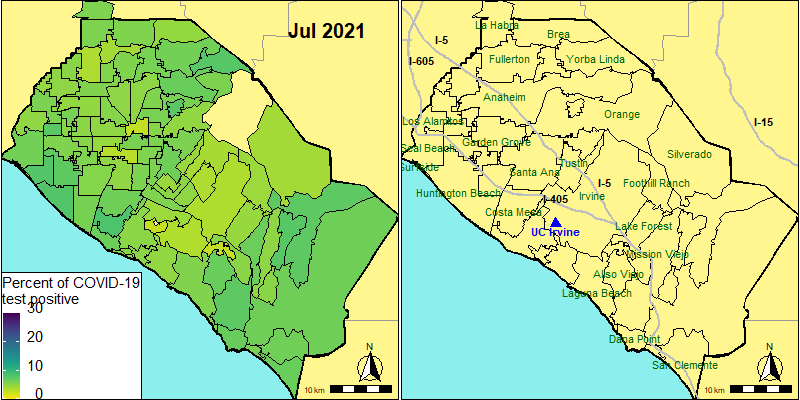 Jul 2021
Percent of COVID-19
test positive
30
20
10
0
N
10 km
La Habra
Brea
I-5
I-605
Fullerton
Yorba Linda
Anaheim
Orange
I-15
Los Alamitos
Garden Grove
Seal Beach
Silverado
Tustin
Surfside
Santa Ana
I-5
Foothill Ranch
Huntington Beach
I-405
Irvine
Costa Mesa
UC Irvine
Lake Forest
Mission Viejo
Aliso Viejo
Laguna Beach
Dana Point
San Clemente
N
10 km